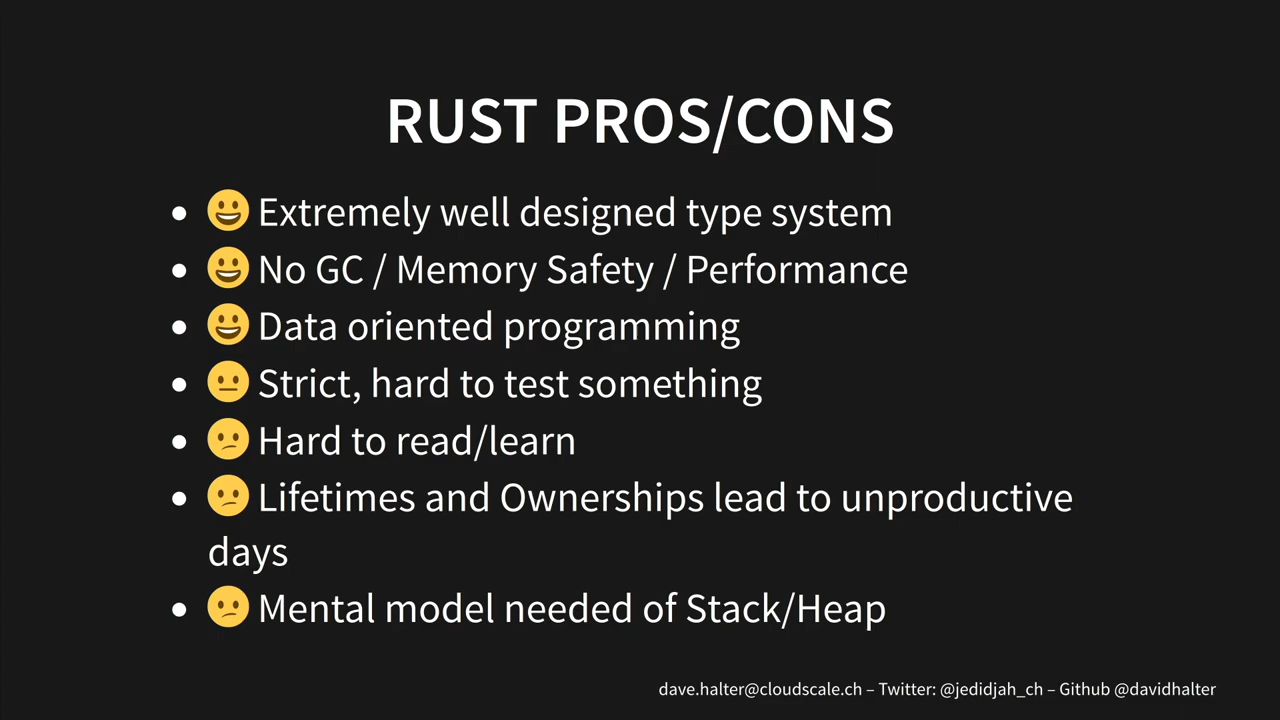 RUST PROS/CONS
• 😀 Extremely well designed type system
• 😀 No GC / Memory Safety / Performance
• 😀 Data oriented programming
• 😐 Strict, hard to test something
• 😕 Hard to read/learn
• 😕 Lifetimes and Ownerships lead to unproductive
days
• 😕 Mental model needed of Stack/Heap
dave.halter@cloudscale.ch – Twitter: @jedidjah_ch – Github @davidhalter